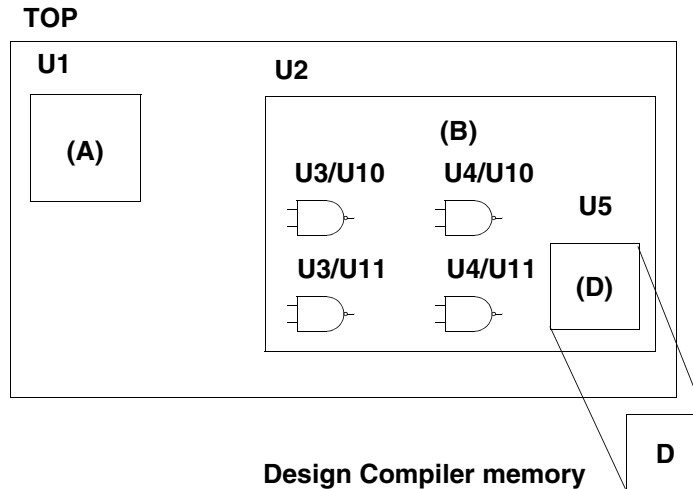 TOP
U1
U2
(A)
(B)
U3/U10 U4/U10
U5
U3/U11 U4/U11
(D)
D
Design Compiler memory